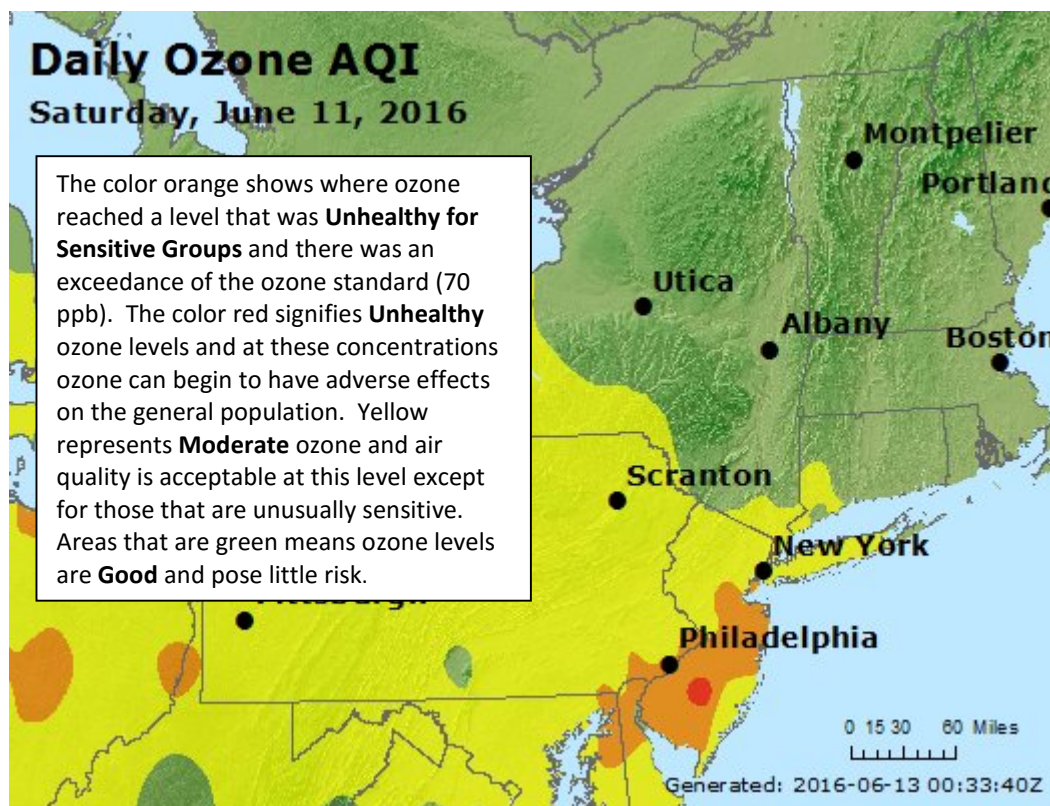 Daily Ozone AQI
Saturday, June 11, 2016
Montpelier
Portland
The color orange shows where ozone
reached a level that was Unhealthy for
Sensitive Groups and there was an
exceedance of the ozone standard (70
ppb). The color red signifies Unhealthy
ozone levels and at these concentrations
ozone can begin to have adverse effects
on the general population. Yellow
represents Moderate ozone and air
quality is acceptable at this level except
for those that are unusually sensitive.
Areas that are green means ozone levels
are Good and pose little risk.
Utica
Albany
Boston
Scranton
New York
Pittsburgh
Philadelphia
0 15 30 60 Miles
Generated: 2016-06-13 00:33:40Z